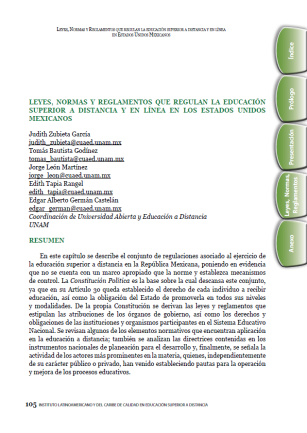 LEYES, NORMAS Y REGLAMENTOS QUE REGULAN LA EDUCACIÓN SUPERIOR A DISTANCIA Y EN LÍNEA
EN ESTADOS UNIDOS MEXICANOS
LEYES, NORMAS Y REGLAMENTOS QUE REGULAN LA EDUCACIÓN
SUPERIOR A DISTANCIA Y EN LÍNEA EN LOS ESTADOS UNIDOS
MEXICANOS
Judith Zubieta García
judith_zubieta@cuaed.unam.mx
Tomás Bautista Godínez
tomas_bautista@cuaed.unam.mx
Jorge León Martínez
jorge_leon@cuaed.unam.mx
Edith Tapia Rangel
edith_tapia@cuaed.unam.mx
Edgar Alberto Germán Castelán
edgar_german@cuaed.unam.mx
Coordinación de Universidad Abierta y Educación a Distancia
UNAM
RESUMEN
En este capítulo se describe el conjunto de regulaciones asociado al ejercicio de
la educación superior a distancia en la República Mexicana, poniendo en evidencia
que no se cuenta con un marco apropiado que la norme y establezca mecanismos
de control. La Constitución Política es la base sobre la cual descansa este conjunto,
ya que en su Artículo 3o queda establecido el derecho de cada individuo a recibir
educación, así como la obligación del Estado de promoverla en todos sus niveles
y modalidades. De la propia Constitución se derivan las leyes y reglamentos que
estipulan las atribuciones de los órganos de gobierno, así como los derechos y
obligaciones de las instituciones y organismos participantes en el Sistema Educativo
Nacional. Se revisan algunos de los elementos normativos que encuentran aplicación
en la educación a distancia; también se analizan las directrices contenidas en los
instrumentos nacionales de planeación para el desarrollo y, finalmente, se señala la
actividad de los actores más prominentes en la materia, quienes, independientemente
de su carácter público o privado, han venido estableciendo pautas para la operación
y mejora de los procesos educativos.
105 INSTITUTO LATINOAMERICANO Y DEL CARIBE DE CALIDAD EN EDUCACIÓN SUPERIOR A DISTANCIA
Índice
Prólogo
Presentación
Leyes, Normas,
Reglamentos
Anexo